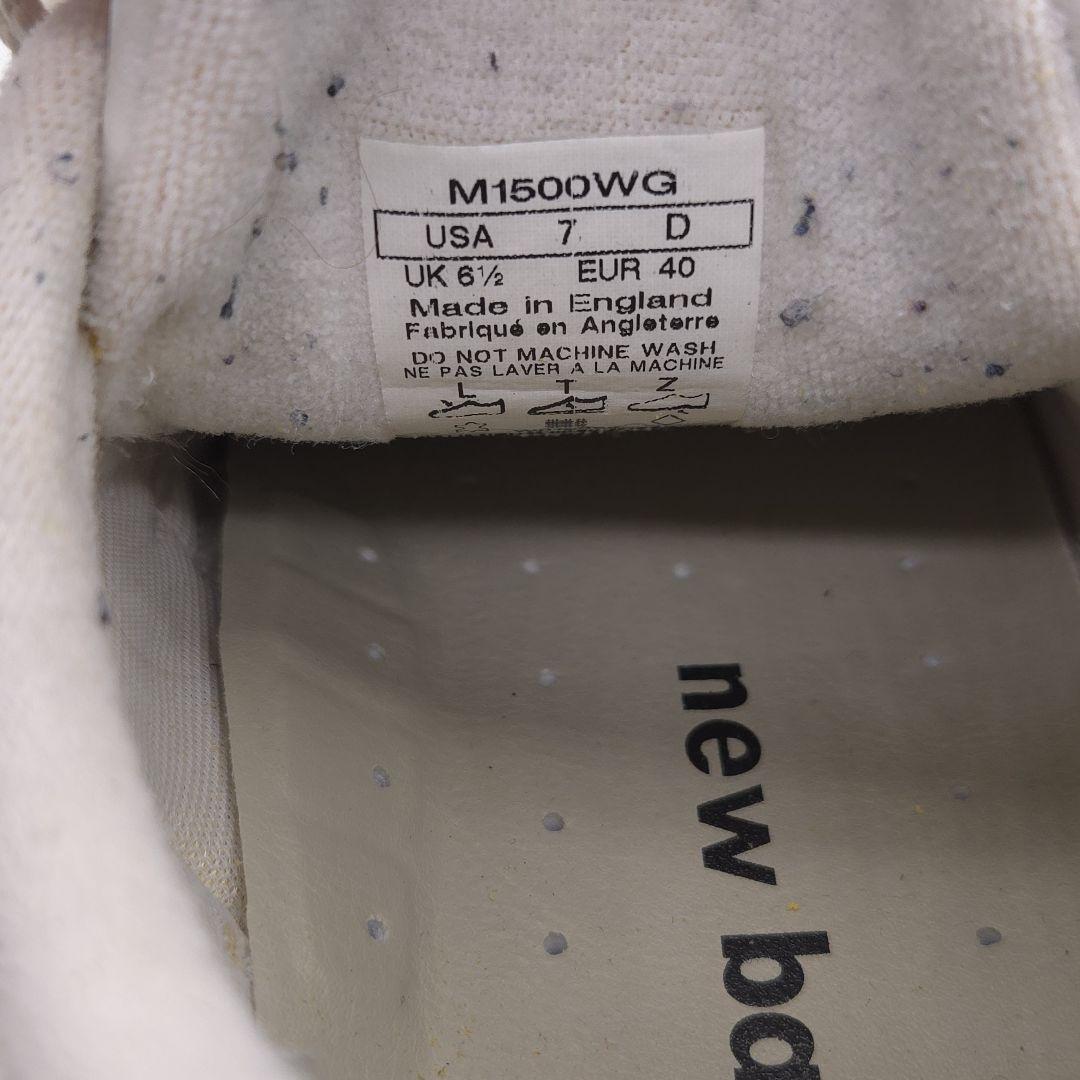 M1500WG
USA 7 D
UK 6½ EUR 40
Made in England
Fabriqué en Angleterre
DO NOT MACHINE WASH
NE PAS LAVER A LA MACHINE
L T Z
new ba